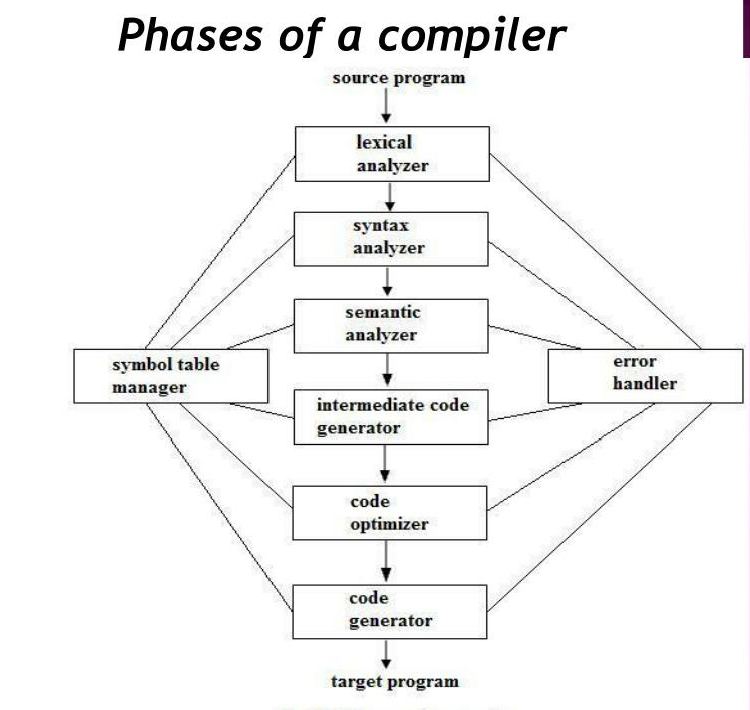 Phases of a compiler
source program
lexical
analyzer
syntax
analyzer
semantic
analyzer
symbol table
manager
error
handler
intermediate code
generator
code
optimizer
code
generator
target program